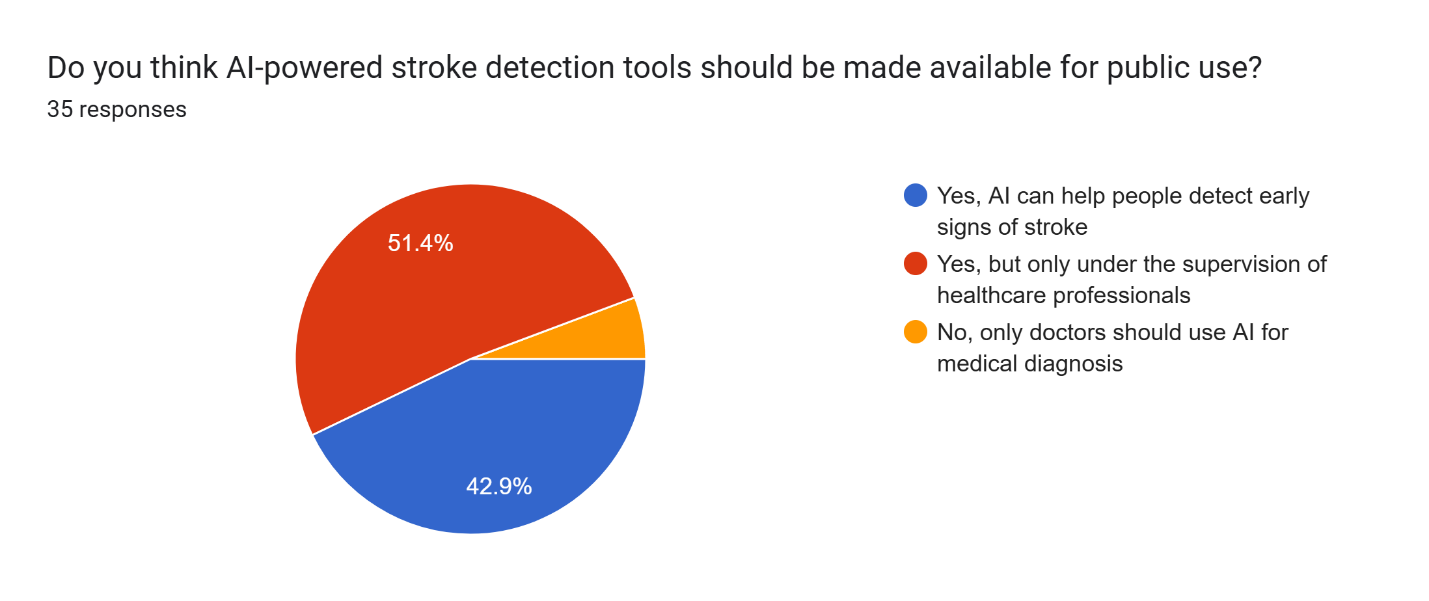 Do you think AI-powered stroke detection tools should be made available for public use?
35 responses
51.4%
42.9%
Yes, AI can help people detect early
signs of stroke
Yes, but only under the supervision of
healthcare professionals
No, only doctors should use AI for
medical diagnosis